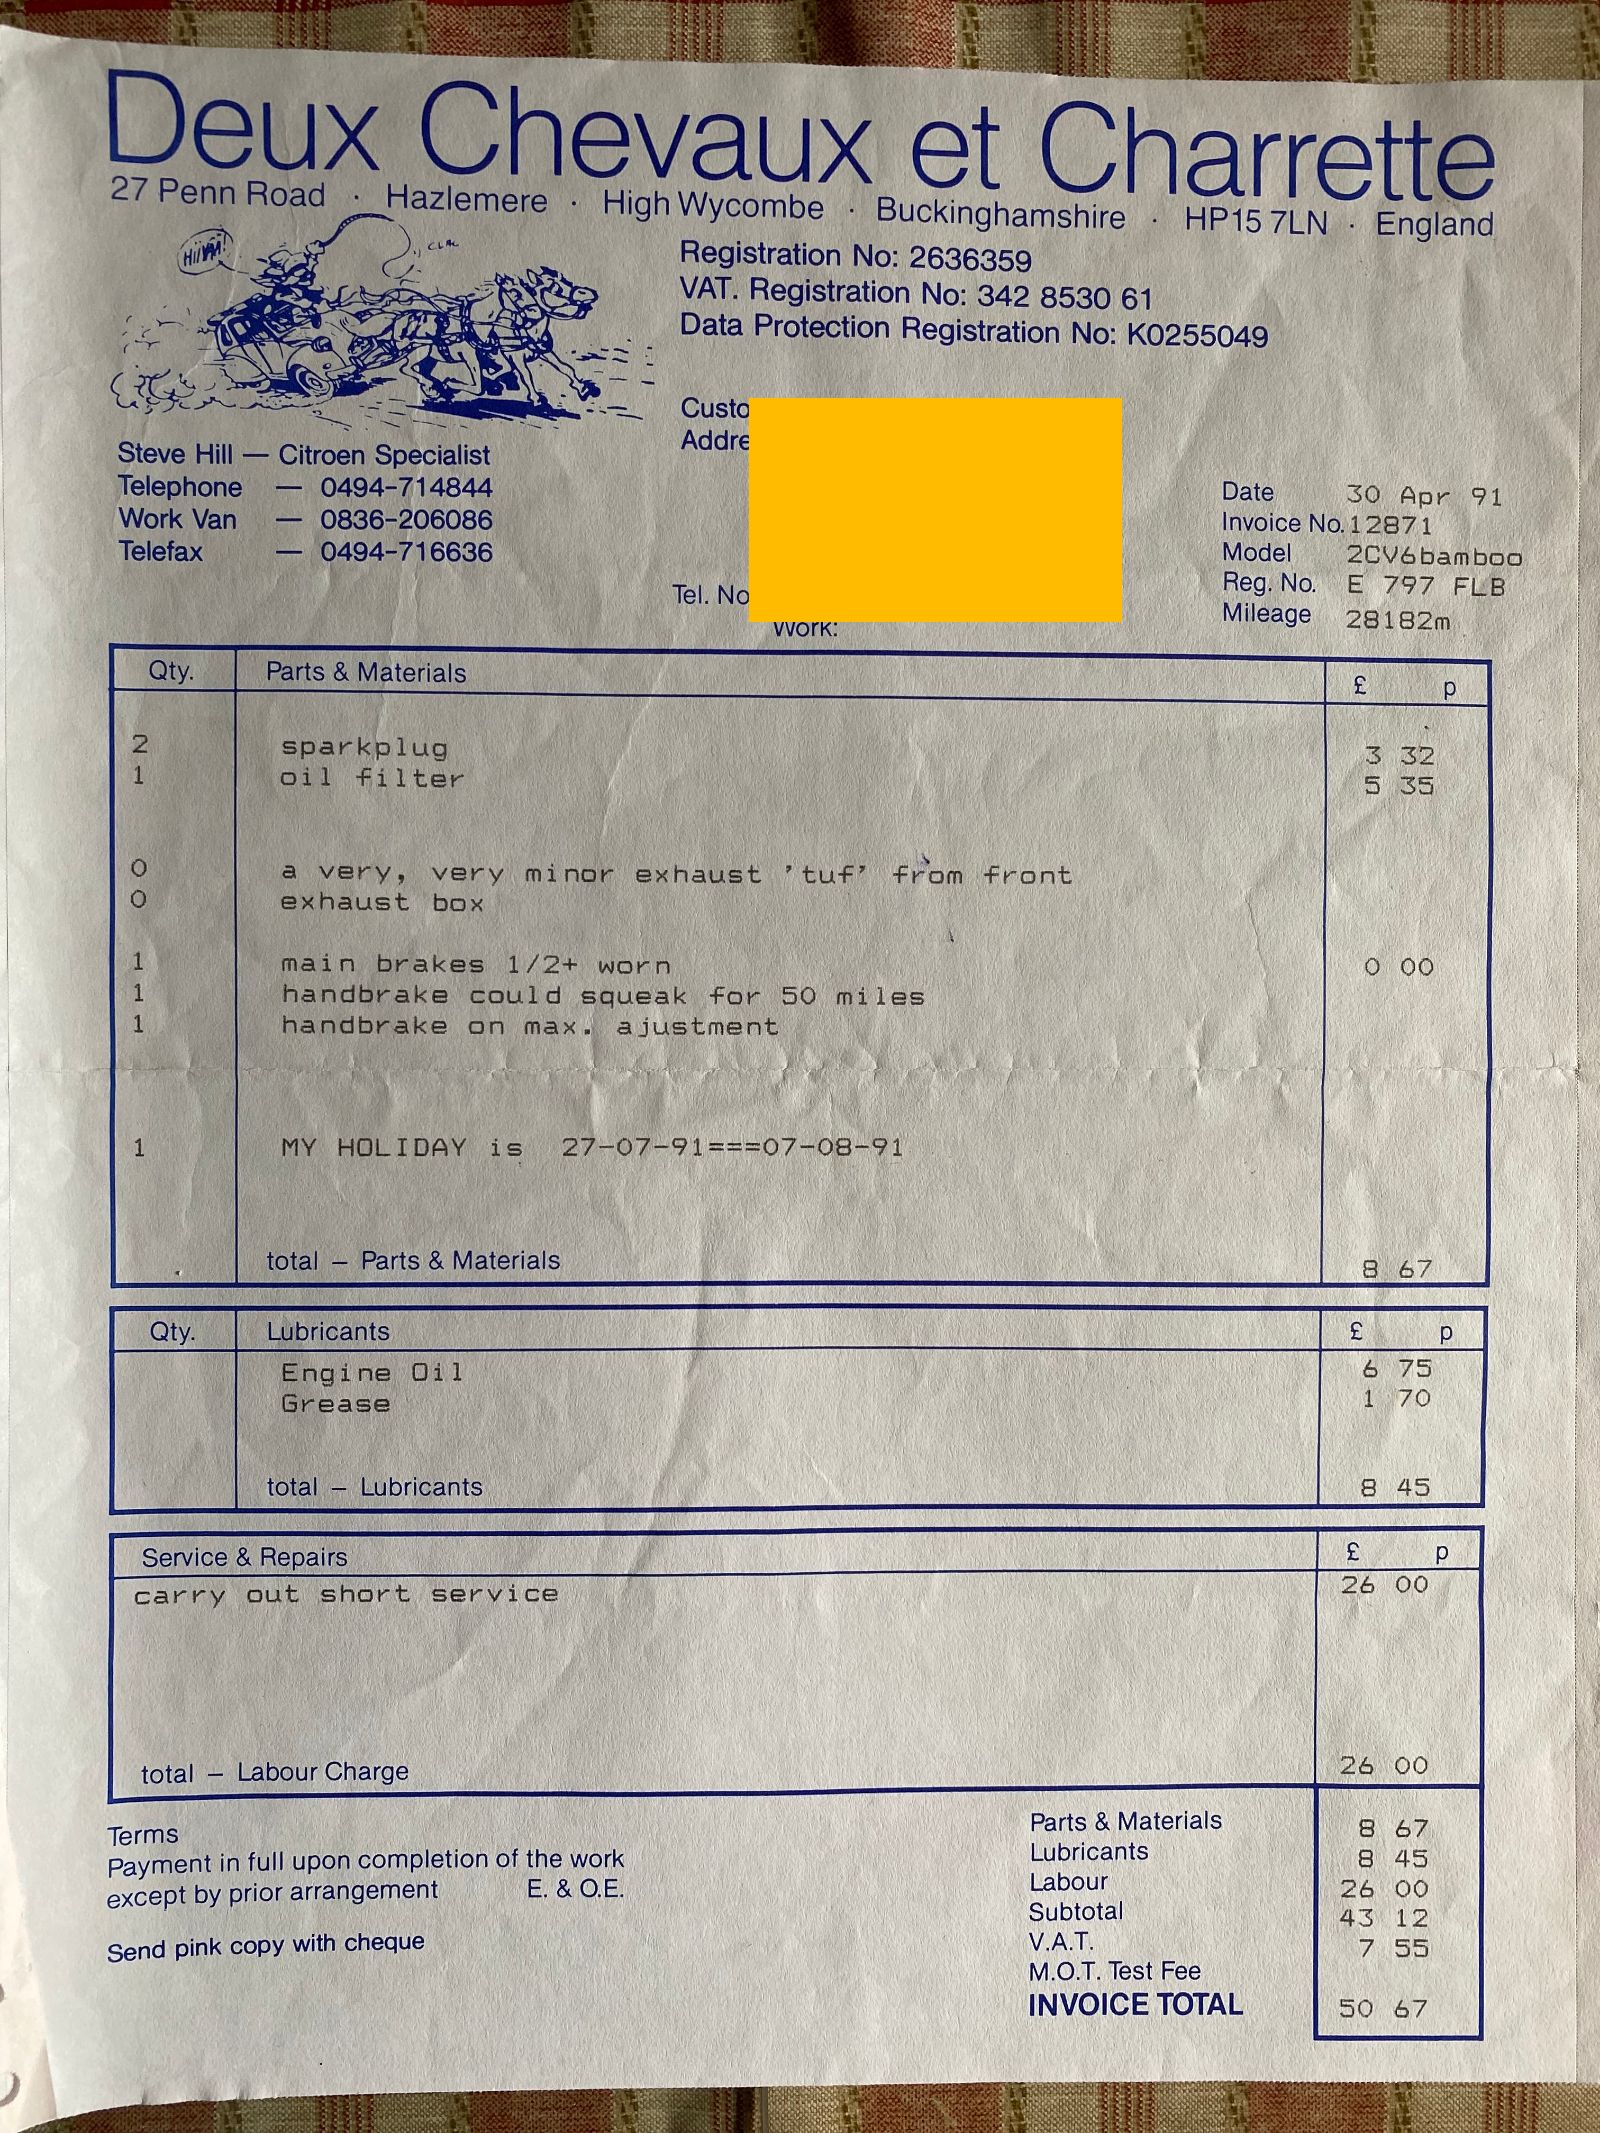 Deux Chevaux et Charrette
27 Penn Road · Hazlemere · High Wycombe · Buckinghamshire · HP15 7LN · England
HIIYAA!
CLAC
Registration No: 2636359
VAT. Registration No: 342 8530 61
Data Protection Registration No: K0255049
Custo
Addre
Steve Hill — Citroen Specialist
Telephone — 0494-714844
Work Van — 0836-206086
Telefax — 0494-716636
Tel. No
Work:
Date 30 Apr 91
Invoice No. 12871
Model 2CV6bamboo
Reg. No. E 797 FLB
Mileage 28182m
Qty. Parts & Materials £ p
2 sparkplug 3 32
1 oil filter 5 35
0 a very, very minor exhaust 'tuf' from front
0 exhaust box
1 main brakes 1/2+ worn 0 00
1 handbrake could squeak for 50 miles
1 handbrake on max. ajustment
1 MY HOLIDAY is 27-07-91===07-08-91
total – Parts & Materials 8 67
Qty. Lubricants £ p
Engine Oil 6 75
Grease 1 70
total – Lubricants 8 45
Service & Repairs £ p
carry out short service 26 00
total – Labour Charge 26 00
Terms
Payment in full upon completion of the work
except by prior arrangement E. & O.E.
Send pink copy with cheque
Parts & Materials 8 67
Lubricants 8 45
Labour 26 00
Subtotal 43 12
V.A.T. 7 55
M.O.T. Test Fee
INVOICE TOTAL 50 67